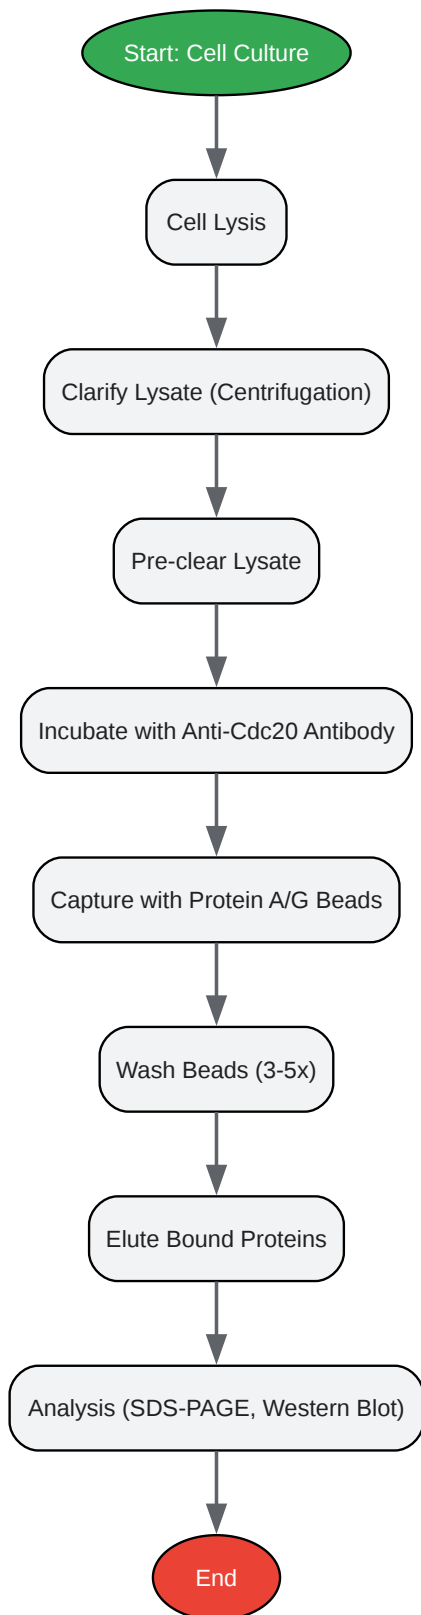 Start: Cell Culture
Cell Lysis
Clarify Lysate (Centrifugation)
Pre-clear Lysate
Incubate with Anti-Cdc20 Antibody
Capture with Protein A/G Beads
Wash Beads (3-5x)
Elute Bound Proteins
Analysis (SDS-PAGE, Western Blot)
End